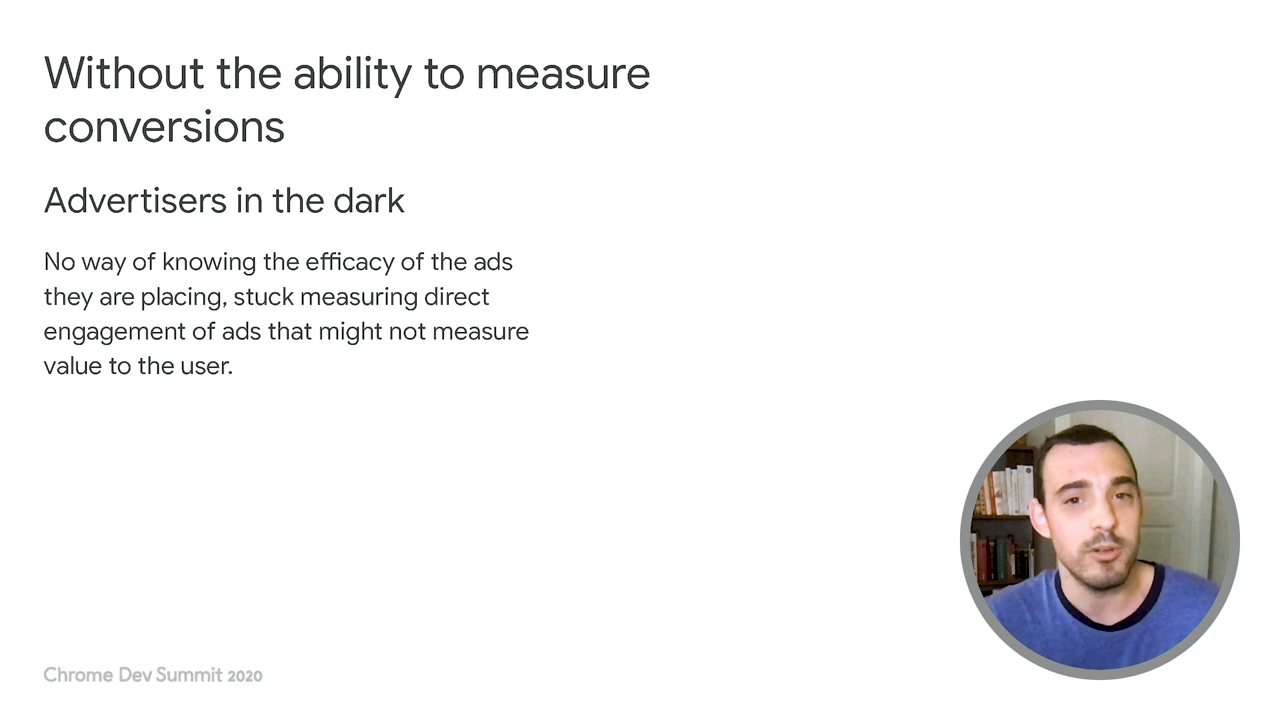 Without the ability to measure
conversions
Advertisers in the dark
No way of knowing the efficacy of the ads
they are placing, stuck measuring direct
engagement of ads that might not measure
value to the user.
Chrome Dev Summit 2020